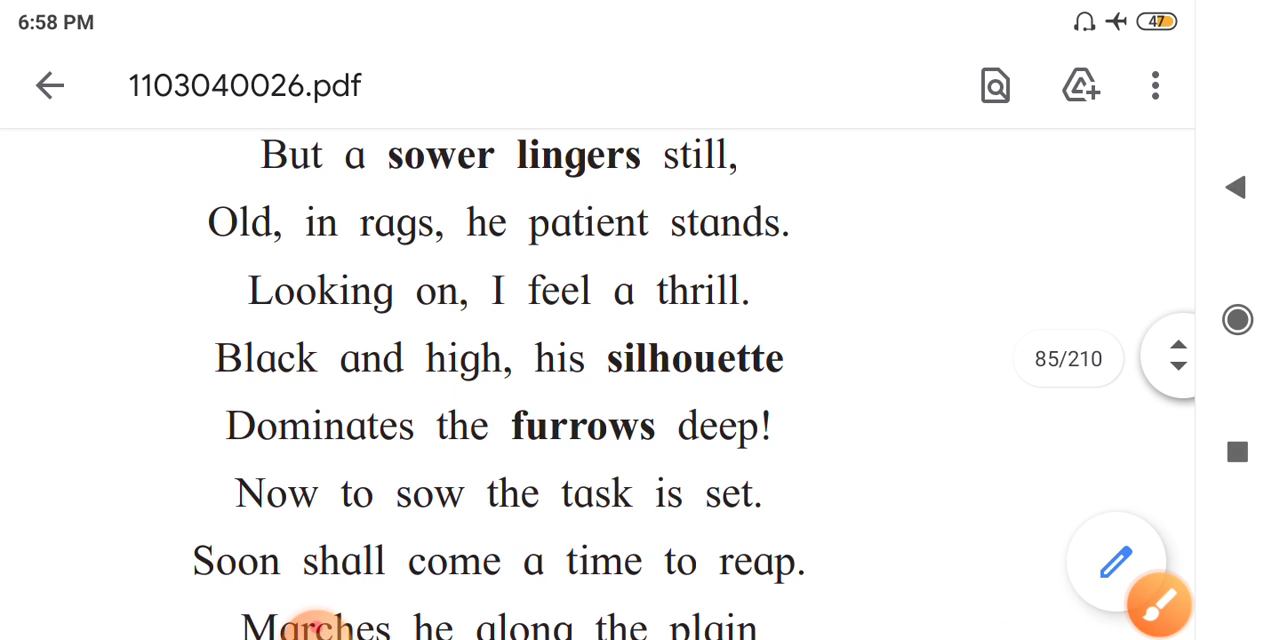 6:58 PM
47
1103040026.pdf
But a sower lingers still,
Old, in rags, he patient stands.
Looking on, I feel a thrill.
Black and high, his silhouette
Dominates the furrows deep!
85/210
Now to sow the task is set.
Soon shall come a time to reap.
Marches he along the plain